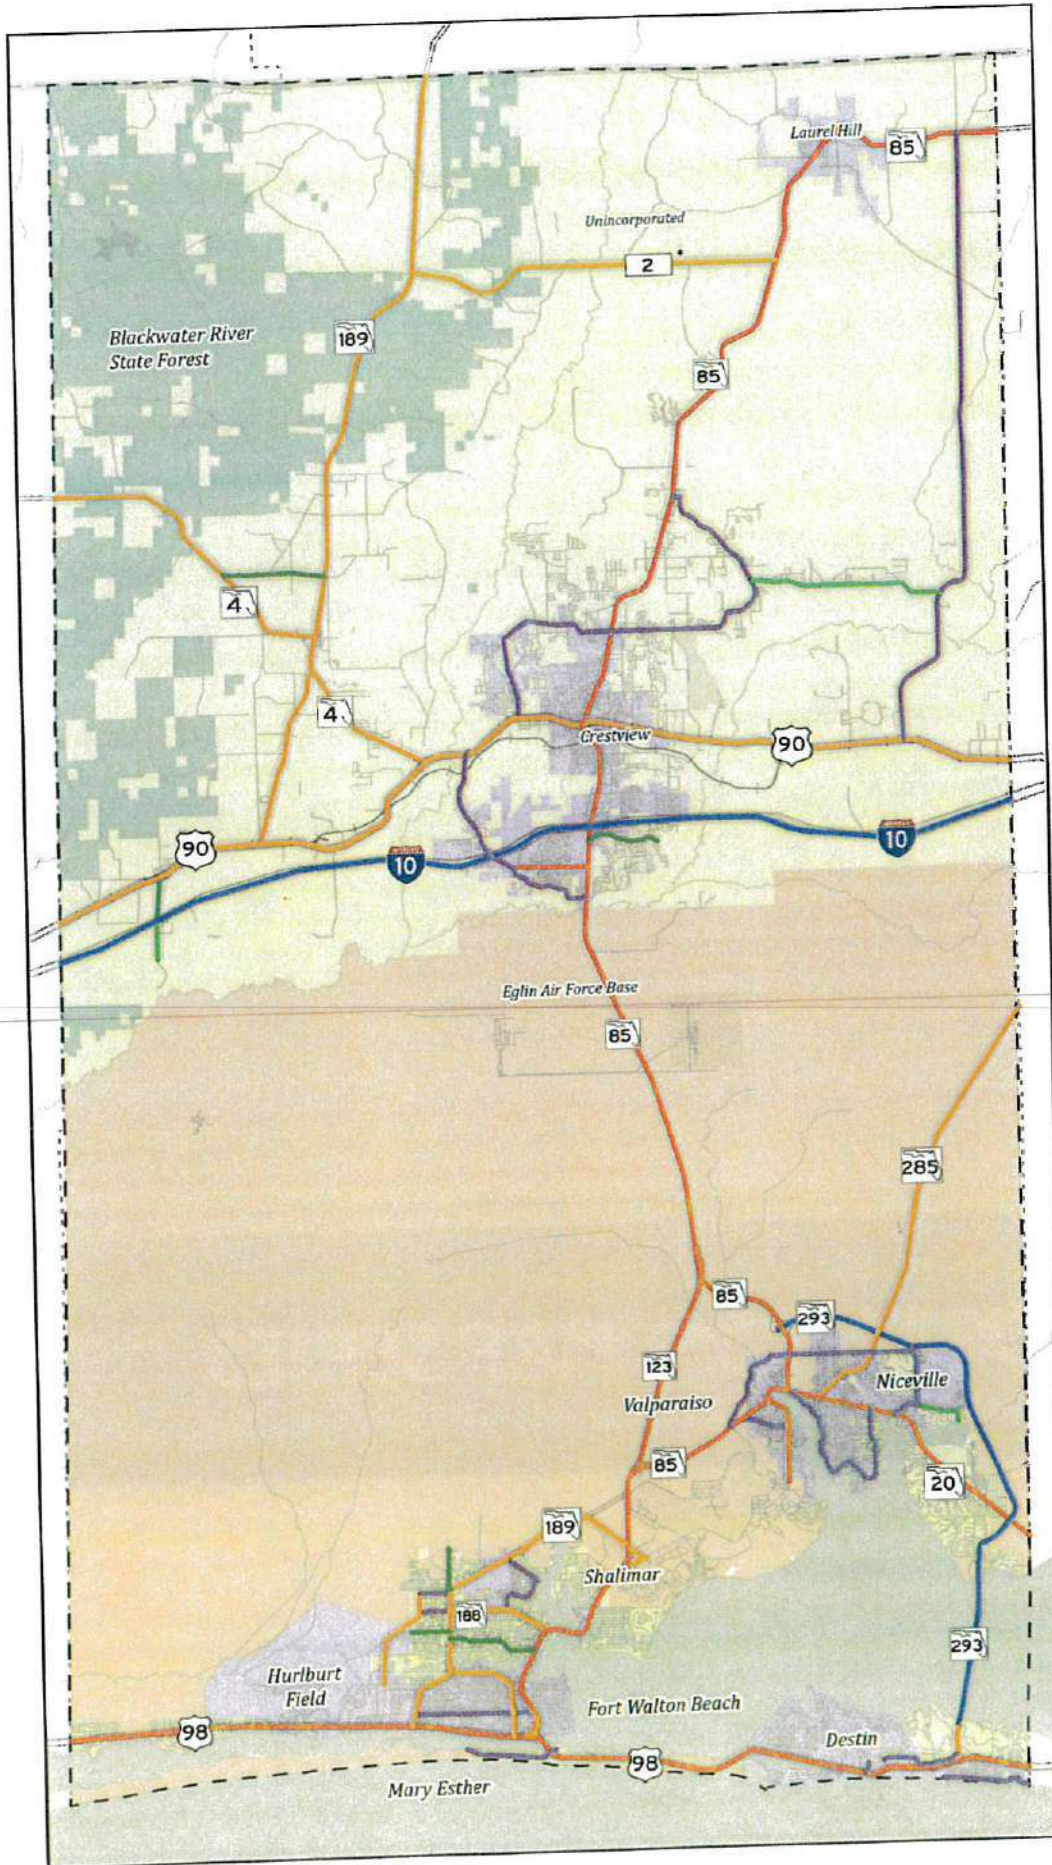 Laurel Hill
85
Unincorporated
2
Blackwater River
State Forest
189
85
4
4
Crestview
90
90
10
10
Eglin Air Force Base
85
285
85
293
123
Niceville
Valparaiso
85
20
189
Shalimar
188
293
Hurlburt
Field
Fort Walton Beach
98
Destin
98
Mary Esther